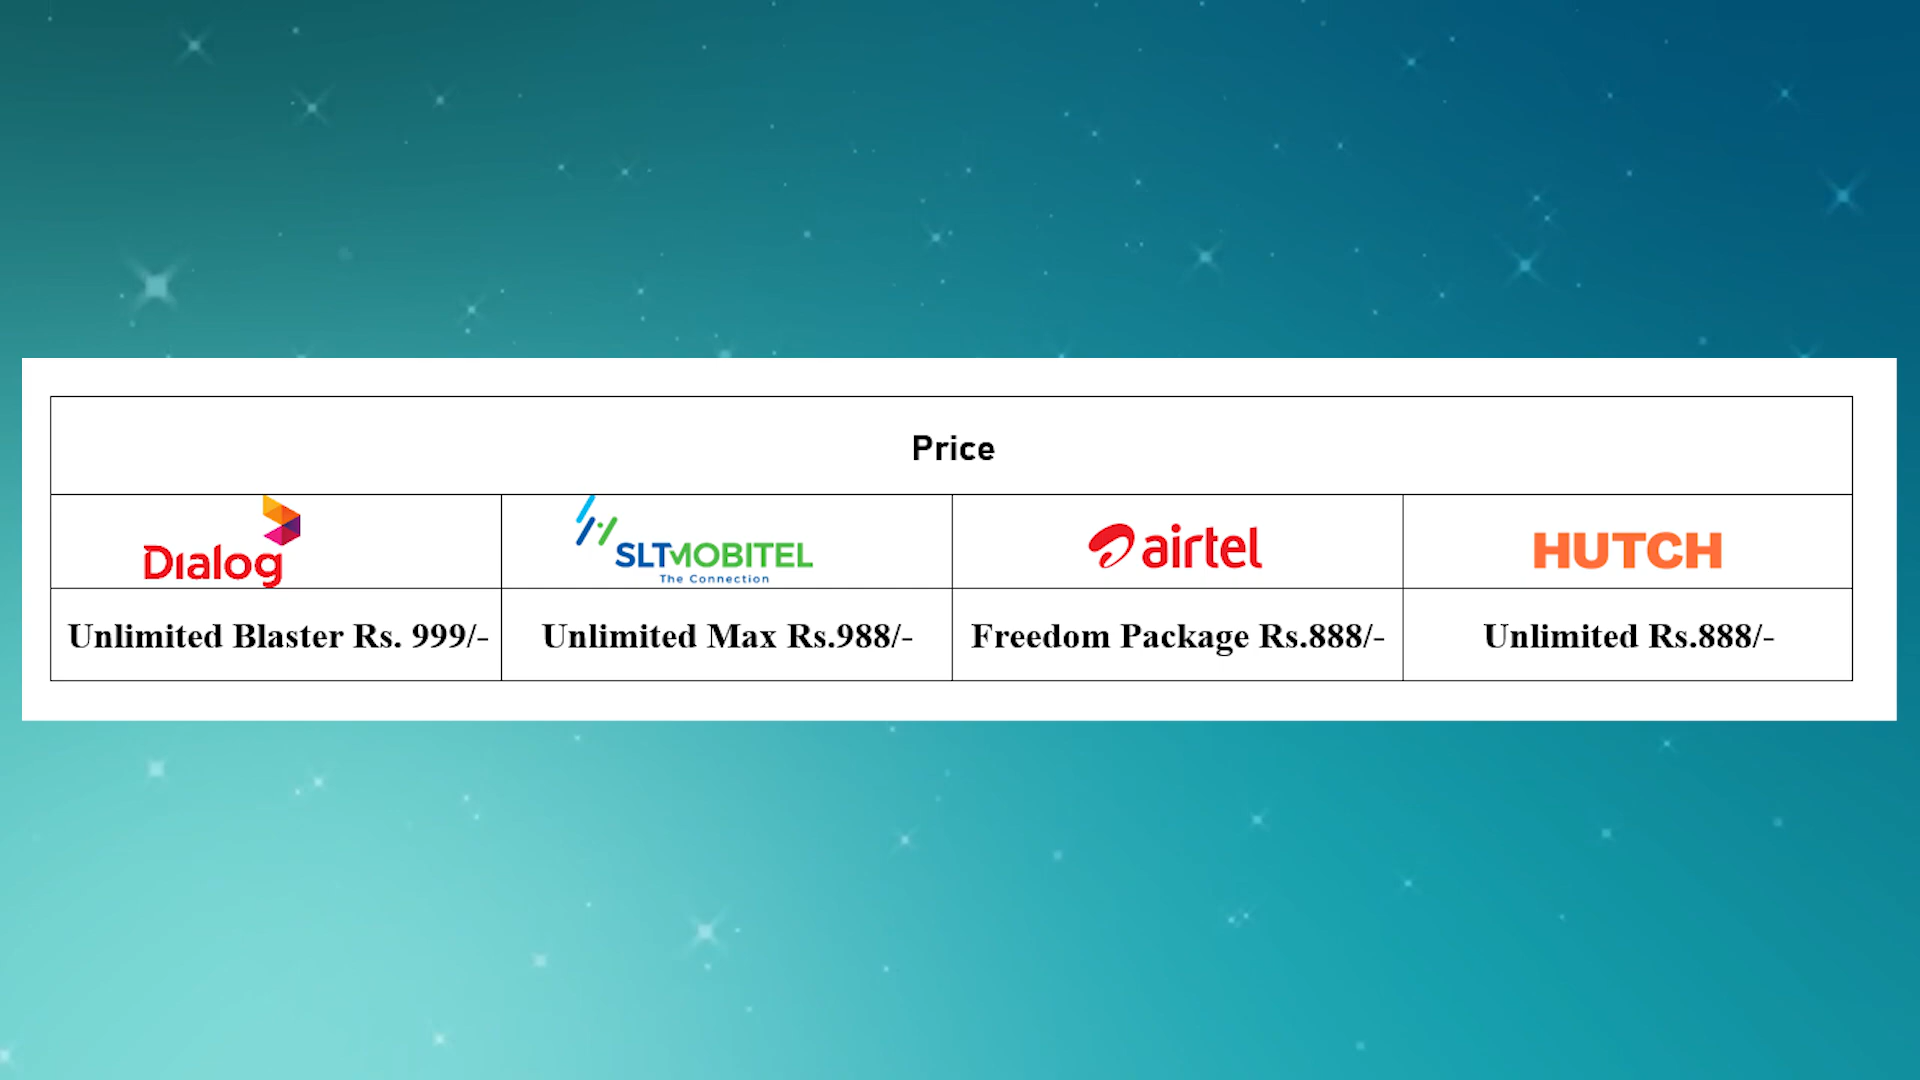 Price
Dialog
SLTMOBITEL
The Connection
airtel
HUTCH
Unlimited Blaster Rs. 999/-
Unlimited Max Rs.988/-
Freedom Package Rs.888/-
Unlimited Rs.888/-